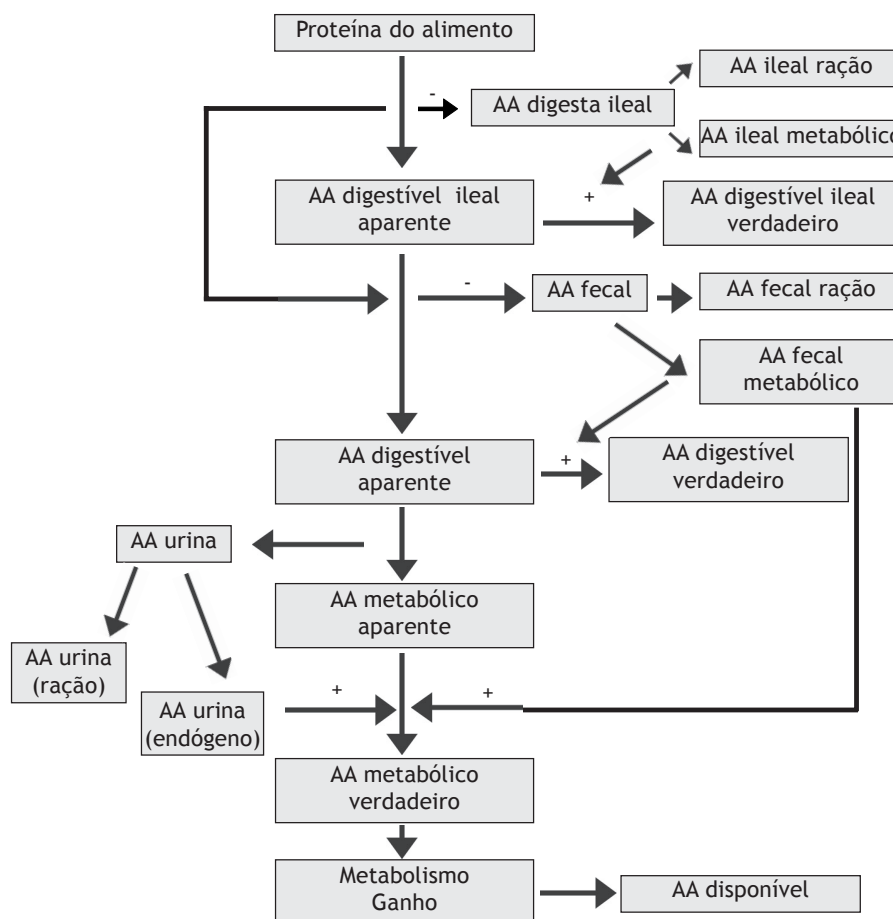 Proteína do alimento
AA ileal ração
-
AA digesta ileal
AA ileal metabólico
AA digestível ileal
aparente
+
AA digestível ileal
verdadeiro
-
AA fecal
AA fecal ração
AA fecal
metabólico
AA digestível
aparente
+
AA digestível
verdadeiro
AA urina
AA metabólico
aparente
AA urina
(ração)
AA urina
(endógeno)
+
+
AA metabólico
verdadeiro
Metabolismo
Ganho
AA disponível